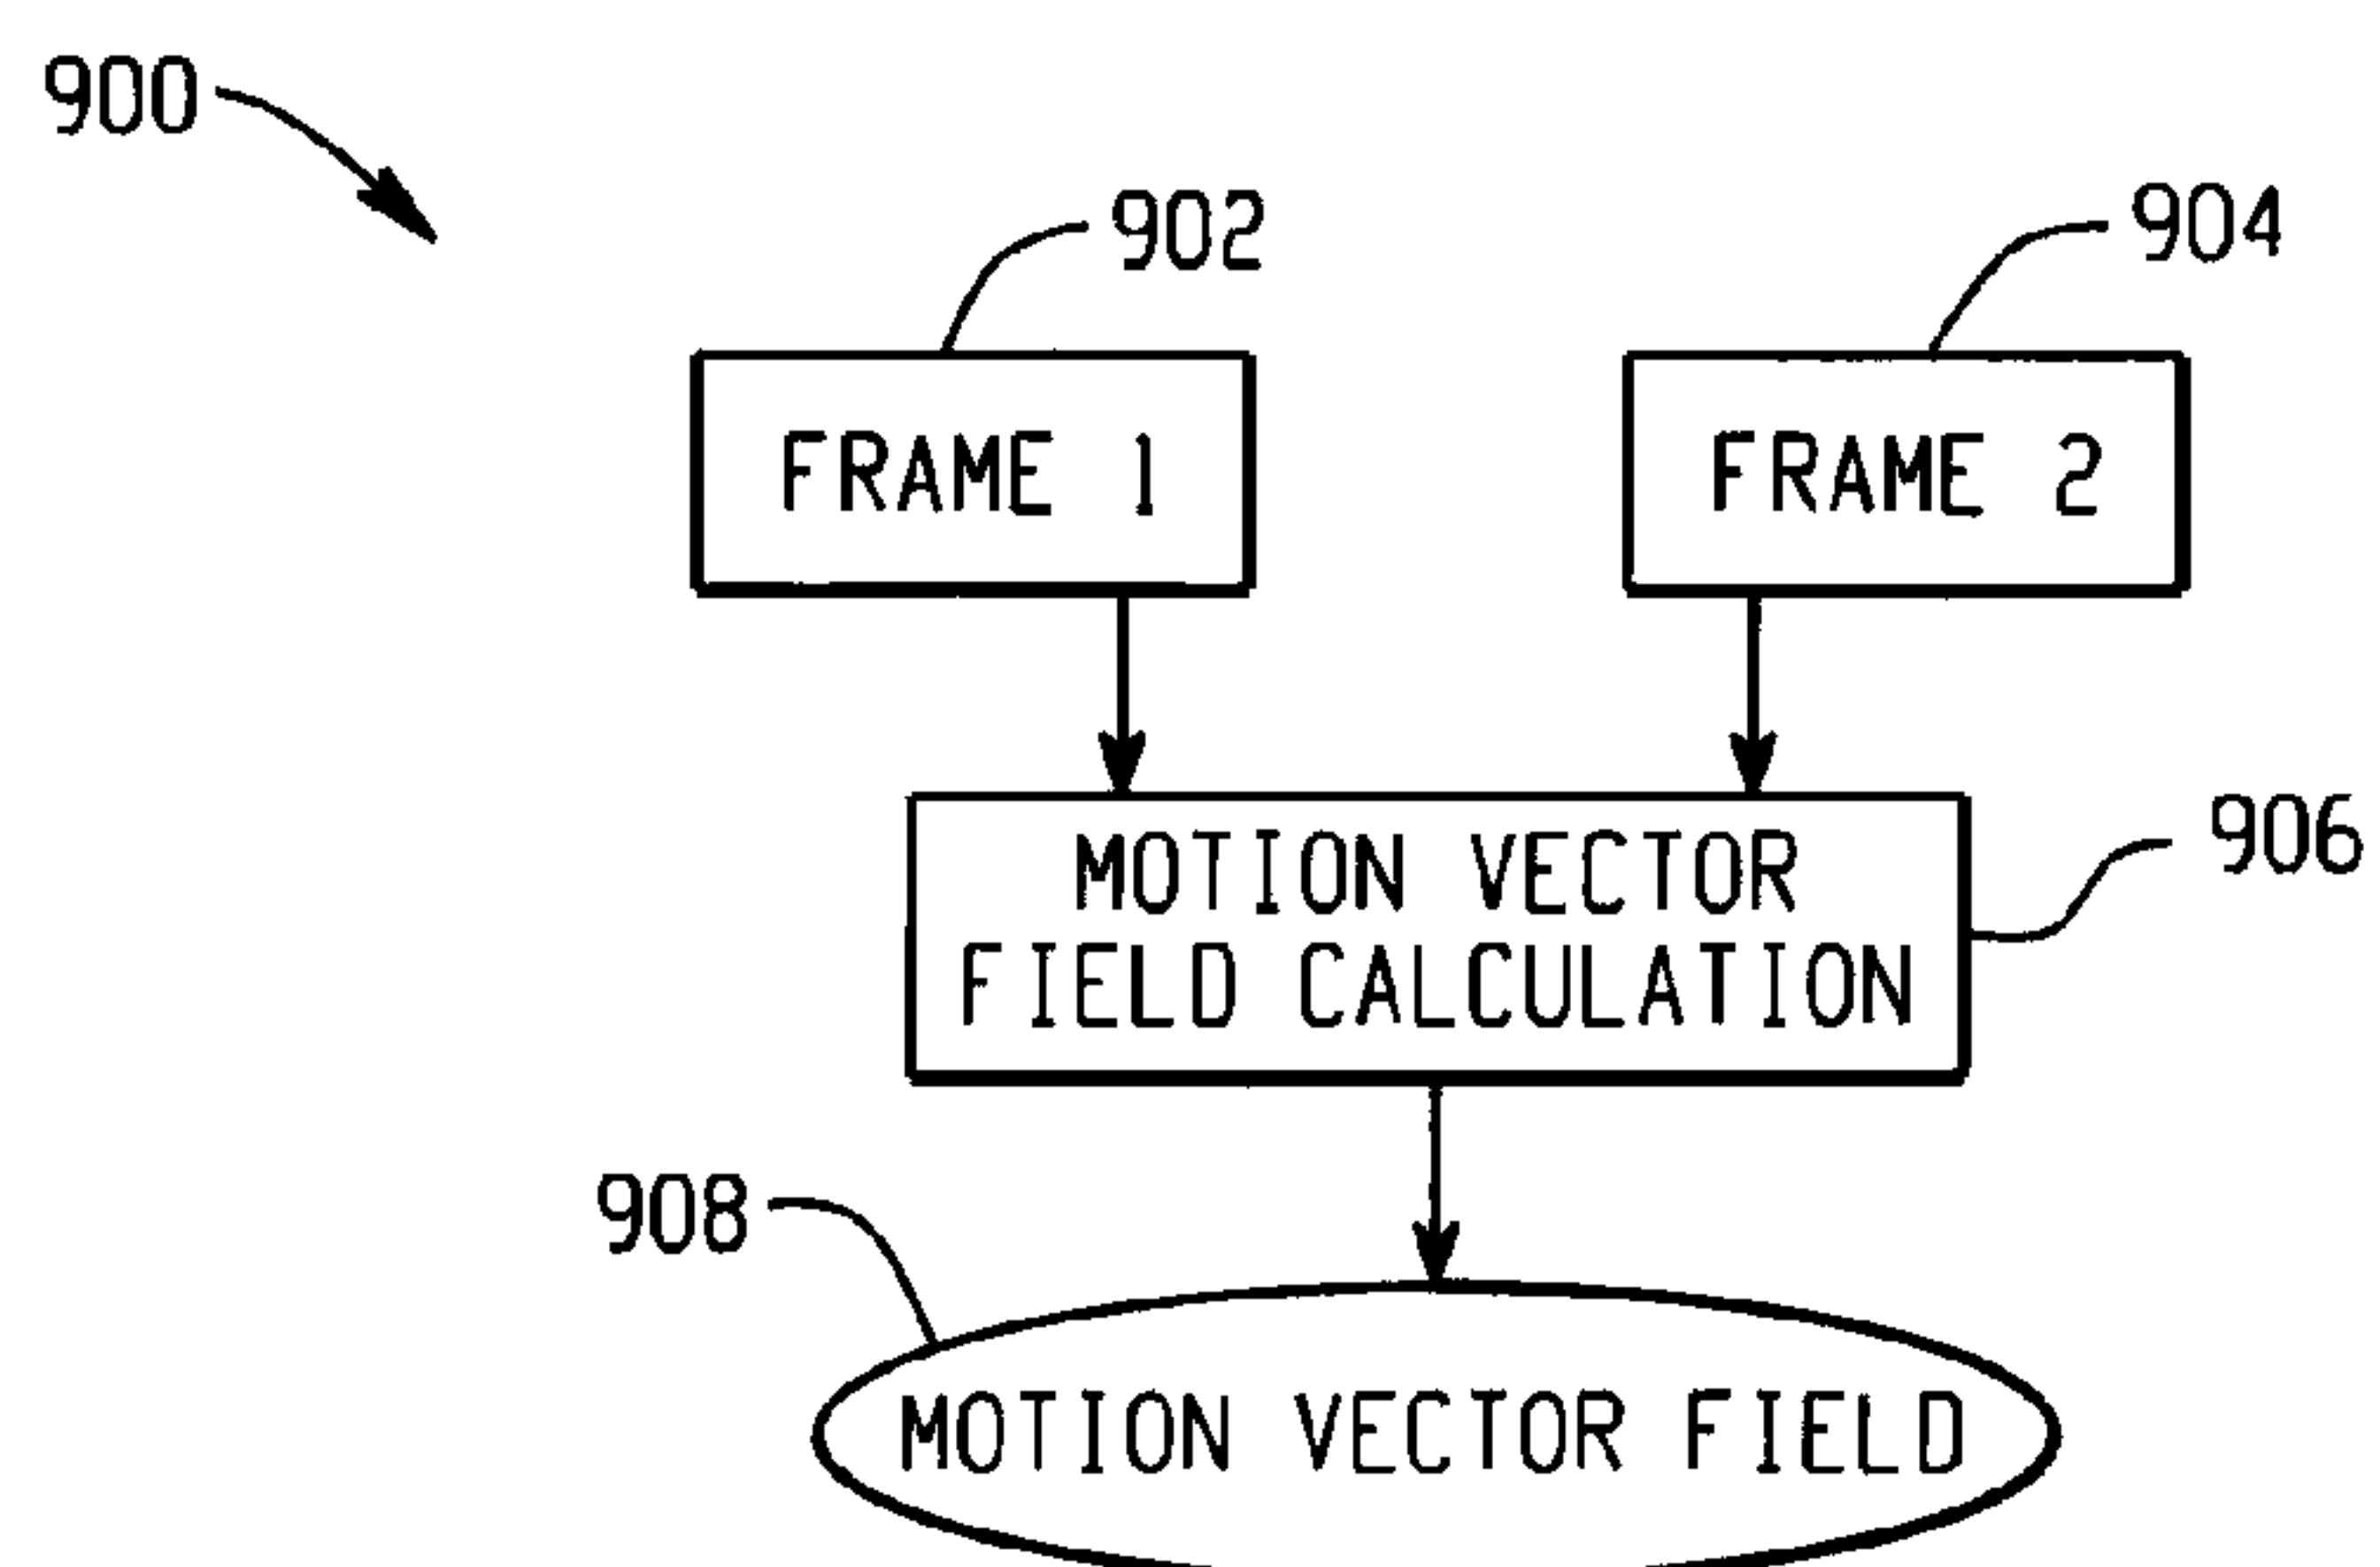 900
902
904
FRAME 1
FRAME 2
906
MOTION VECTOR
FIELD CALCULATION
908
MOTION VECTOR FIELD